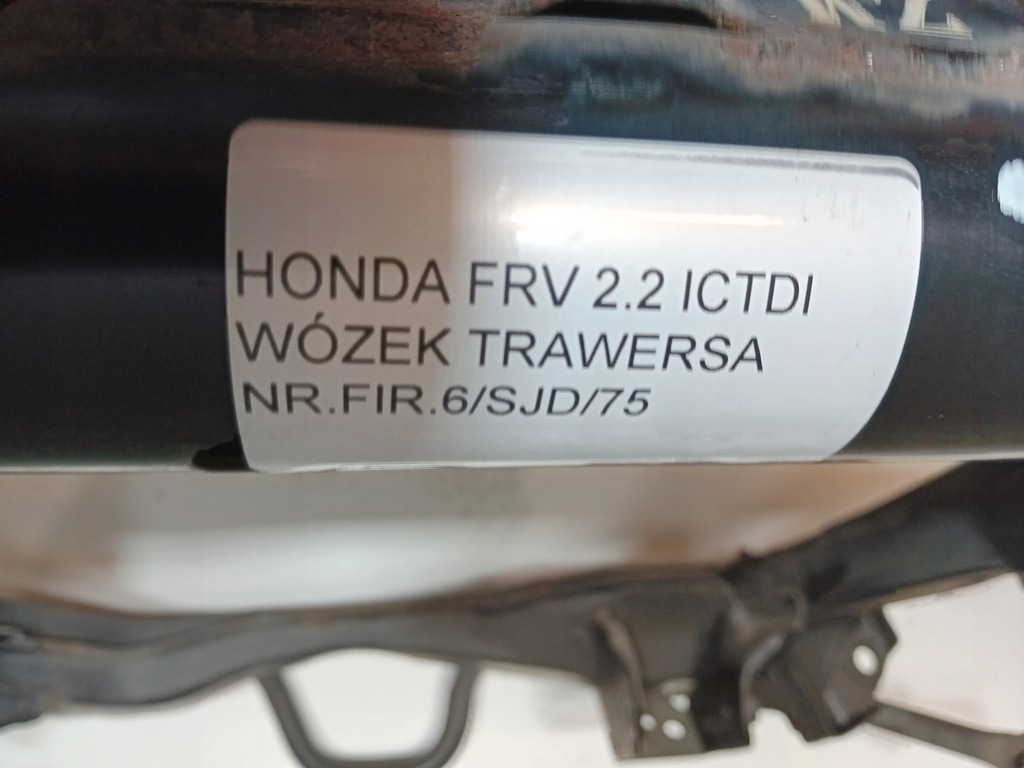 HONDA FRV 2.2 ICTDI
WÓZEK TRAWERSA
NR.FIR.6/SJD/75